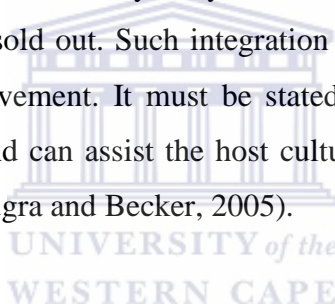 sold out. Such integration
vement. It must be stated
d can assist the host cultu
gra and Becker, 2005).
UNIVERSITY of the
WESTERN CAPE